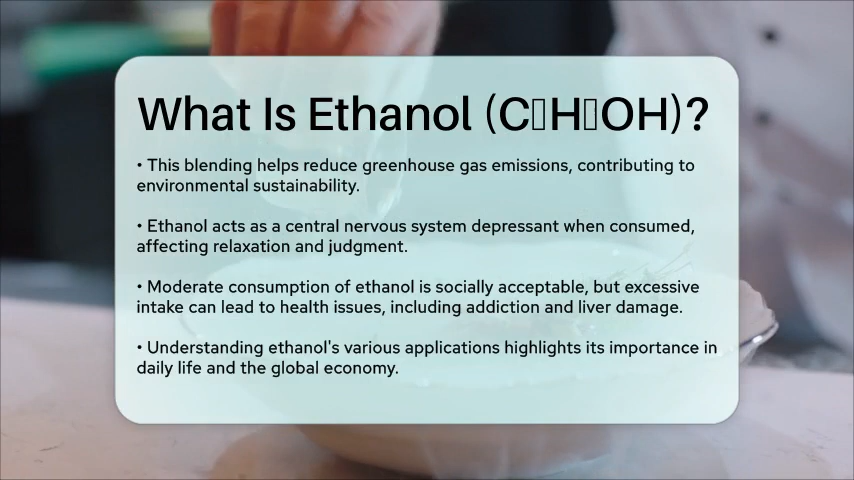 What Is Ethanol (C▯H▯OH)?
• This blending helps reduce greenhouse gas emissions, contributing to
environmental sustainability.
• Ethanol acts as a central nervous system depressant when consumed,
affecting relaxation and judgment.
• Moderate consumption of ethanol is socially acceptable, but excessive
intake can lead to health issues, including addiction and liver damage.
• Understanding ethanol's various applications highlights its importance in
daily life and the global economy.